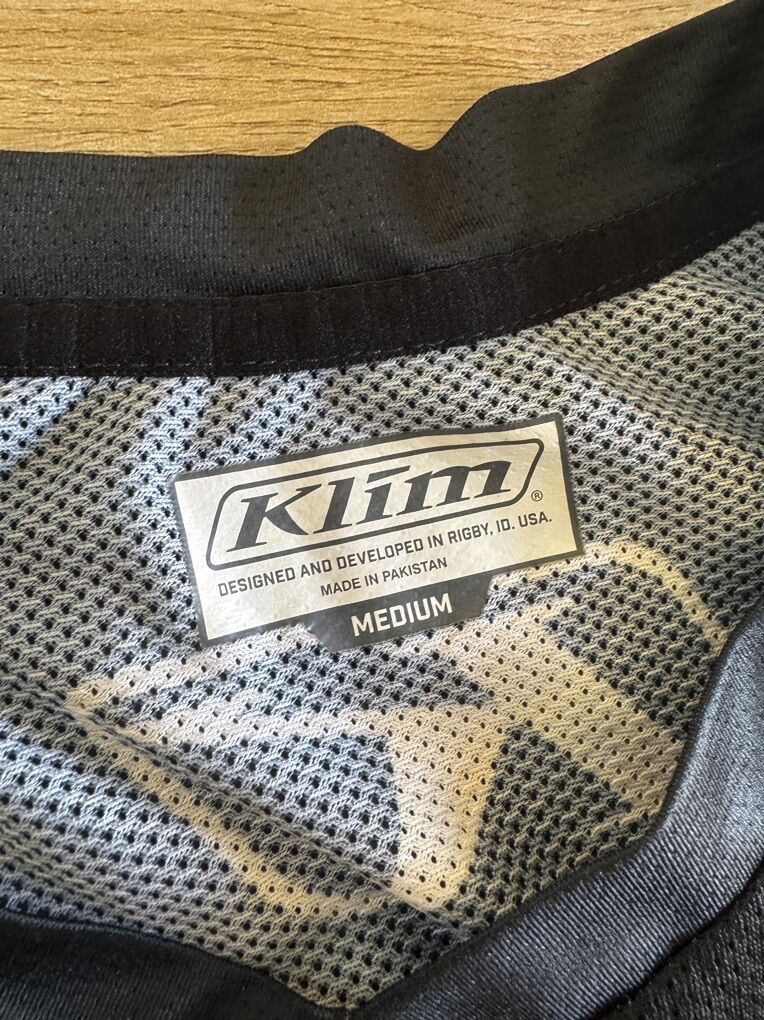 Klim®
DESIGNED AND DEVELOPED IN RIGBY, ID. USA.
MADE IN PAKISTAN
MEDIUM